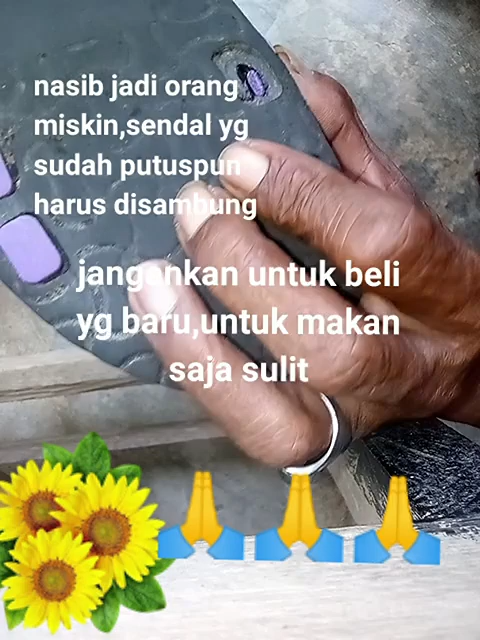 nasib jadi orang
miskin,sendal yg
sudah putuspun
harus disambung
jangankan untuk beli
yg baru,untuk makan
saja sulit